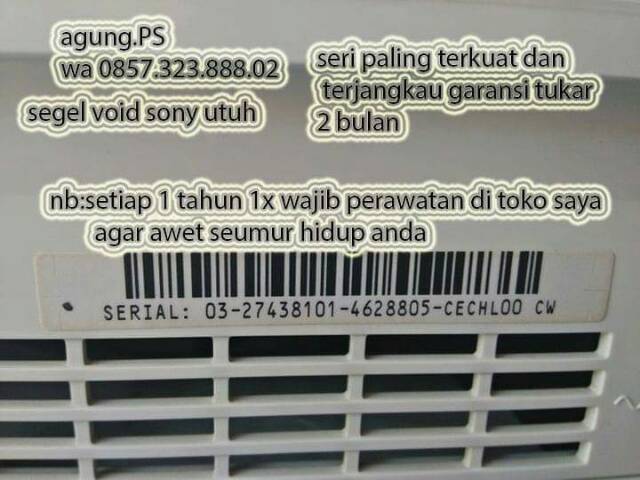 agung.PS
wa 0857.323.888.02
segel void sony utuh
seri paling terkuat dan
terjangkau garansi tukar
2 bulan
nb:setiap 1 tahun 1x wajib perawatan di toko saya
agar awet seumur hidup anda
SERIAL: 03-27438101-4628805-CECHL00 CW